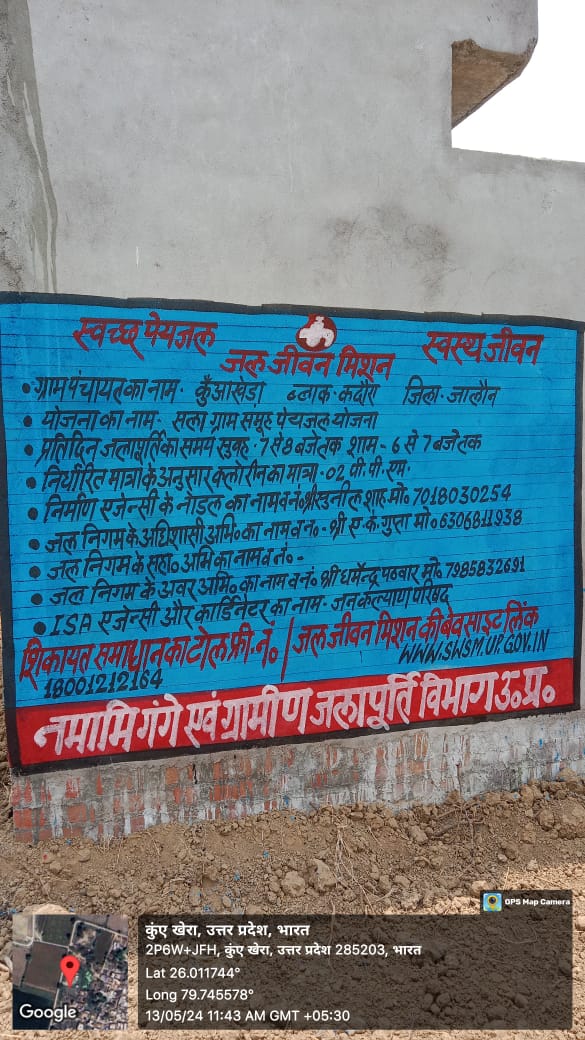 स्वच्छ पेयजल
जल जीवन मिशन
स्वस्थ जीवन
• ग्राम पंचायत का नाम- कुँआखेडा ब्लाक- कदौरा जिला- जालौन
• योजना का नाम- सला ग्राम समूह पेयजल योजना
• प्रतिदिन जलापूर्ति का समय सुबह- 7 से 8 बजे तक शाम- 6 से 7 बजे तक
• निर्धारित मात्रा के अनुसार क्लोरीन का मात्रा- 02 पी. पी. एम.
• निर्माण एजेन्सी के नोडल का नाम व नं. श्री सुनील शाह मो॰ 7018030254
• जल निगम के अधिशासी अभि॰ का नाम व न॰- श्री ए. के. गुप्ता मो॰ 6306811938
• जल निगम के सहा॰ अभि का नाम व नं॰-
• जल निगम के अवर अभि॰ का नाम व नं. श्री धर्मेन्द्र मो॰ 7985832691
• ISA एजेन्सी और कार्डिनेटर का नाम- जन कल्याण परिषद
शिकायत समाधान का टोल फ्री. नं॰ / जल जीवन मिशन की बेवसाइट लिंक
18001212164 WWW.SWSM.UP.GOV.IN
नमामि गंगे एवं ग्रामीण जलापूर्ति विभाग उ॰ प्र॰
GPS Map Camera
कुंए खेरा, उत्तर प्रदेश, भारत
2P6W+JFH, कुंए खेरा, उत्तर प्रदेश 285203, भारत
Lat 26.011744°
Long 79.745578°
13/05/24 11:43 AM GMT +05:30
Google